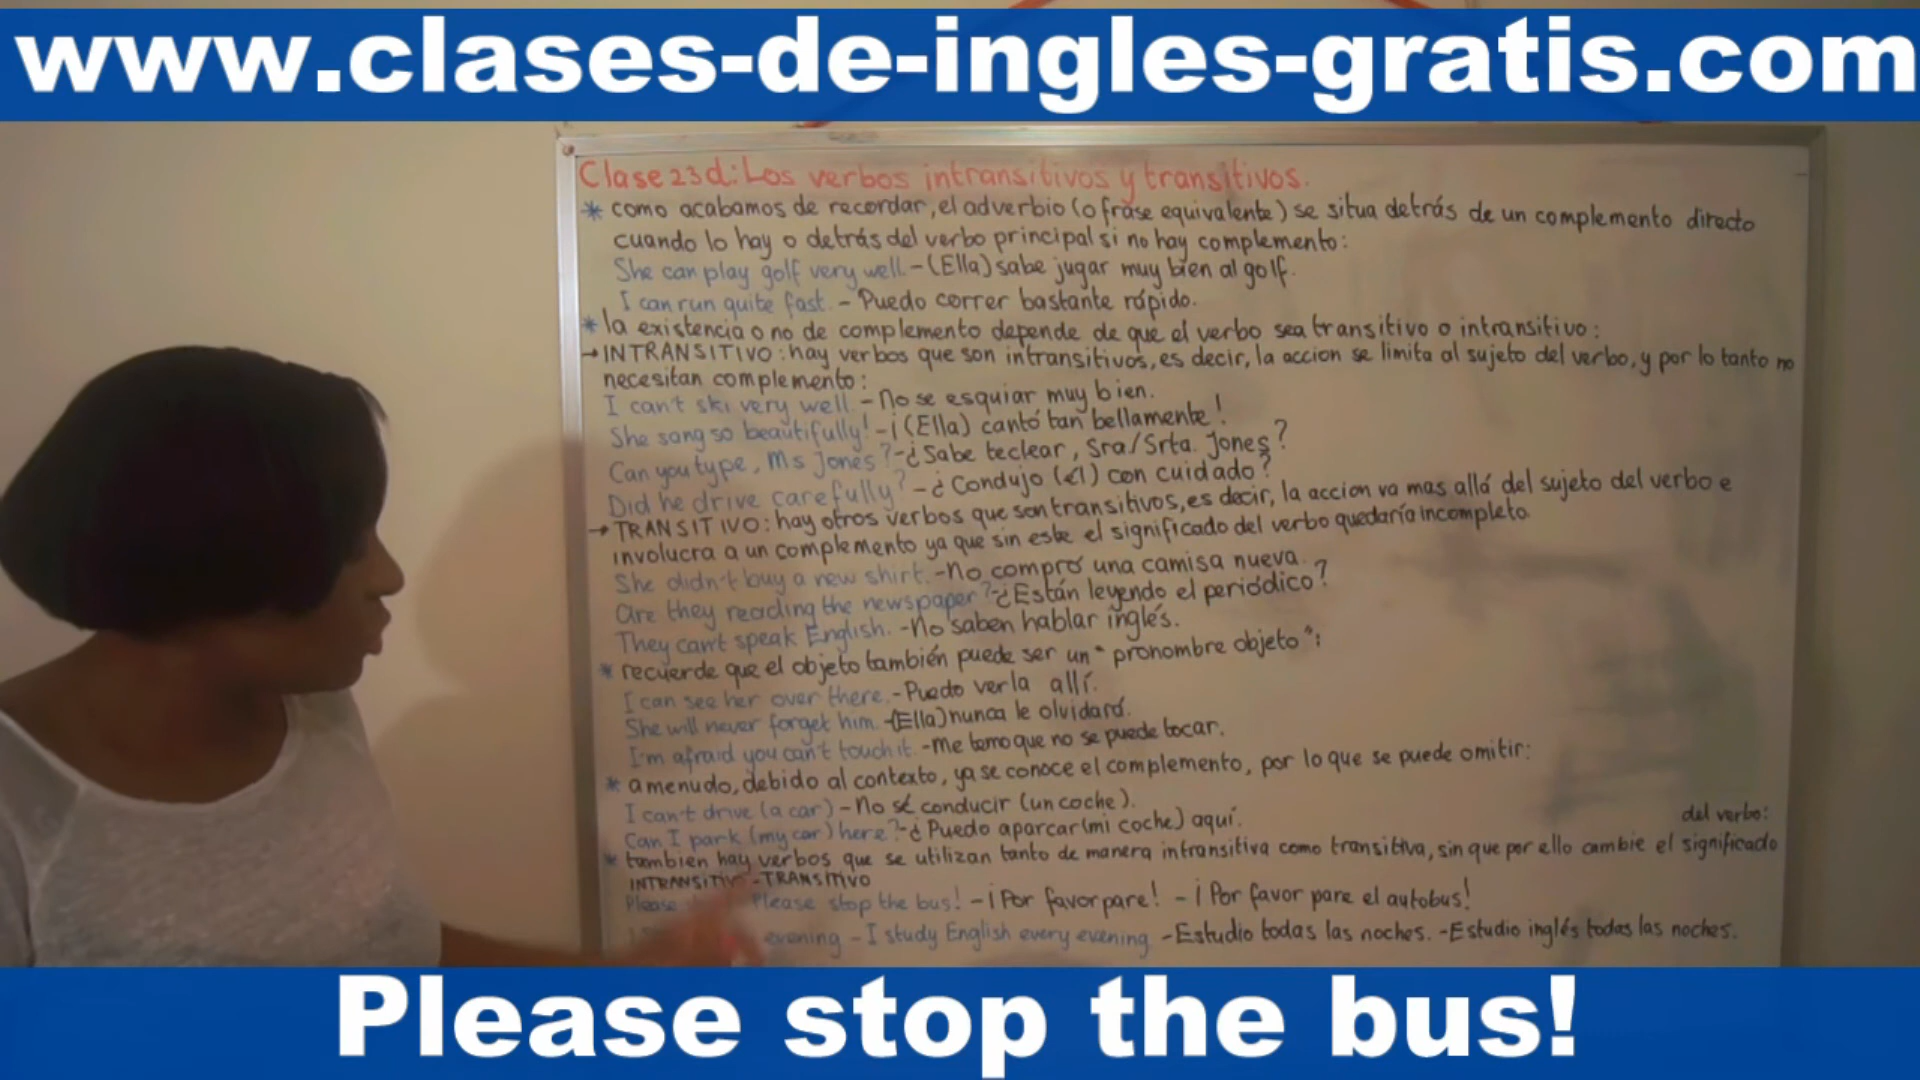 www.clases-de-ingles-gratis.com
Clase 23d: Los verbos intransitivos y transitivos.
* como acabamos de recordar, el adverbio (o frase equivalente) se situa detrás de un complemento directo
cuando lo hay o detrás del verbo principal si no hay complemento:
She can play golf very well. - (Ella) sabe jugar muy bien al golf.
I can run quite fast. - Puedo correr bastante rápido.
* la existencia o no de complemento depende de que el verbo sea transitivo o intransitivo:
→ INTRANSITIVO: hay verbos que son intransitivos, es decir, la accion se limita al sujeto del verbo, y por lo tanto no
necesitan complemento:
I can't ski very well. - No se esquiar muy bien.
She sang so beautifully! - ¡(Ella) cantó tan bellamente!
Can you type, Ms Jones? - ¿Sabe teclear, Sra/Srta. Jones?
Did he drive carefully? - ¿Condujo (él) con cuidado?
→ TRANSITIVO: hay otros verbos que son transitivos, es decir, la accion va mas allá del sujeto del verbo e
involucra a un complemento ya que sin este el significado del verbo quedaría incompleto.
She didn't buy a new shirt. - No compró una camisa nueva.
Are they reading the newspaper? - ¿Están leyendo el periódico?
They can't speak English. - No saben hablar inglés.
* recuerde que el objeto también puede ser un "pronombre objeto":
I can see her over there. - Puedo verla allí.
She will never forget him. - (Ella) nunca le olvidará.
I'm afraid you can't touch it. - Me temo que no se puede tocar.
* a menudo, debido al contexto, ya se conoce el complemento, por lo que se puede omitir:
I can't drive (a car) - No sé conducir (un coche).
Can I park (my car) here? - ¿Puedo aparcar (mi coche) aquí.
del verbo:
* tambien hay verbos que se utilizan tanto de manera intransitiva como transitiva, sin que por ello cambie el significado
INTRANSITIVO - TRANSITIVO
Please Please stop the bus! - ¡Por favor pare! - ¡Por favor pare el autobus!
evening - I study English every evening - Estudio todas las noches. - Estudio inglés todas las noches.
Please stop the bus!